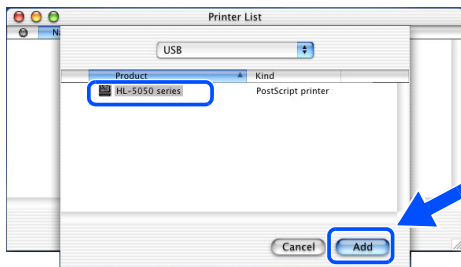 Printer List
USB
Product Kind
HL-5050 series PostScript printer
Cancel Add